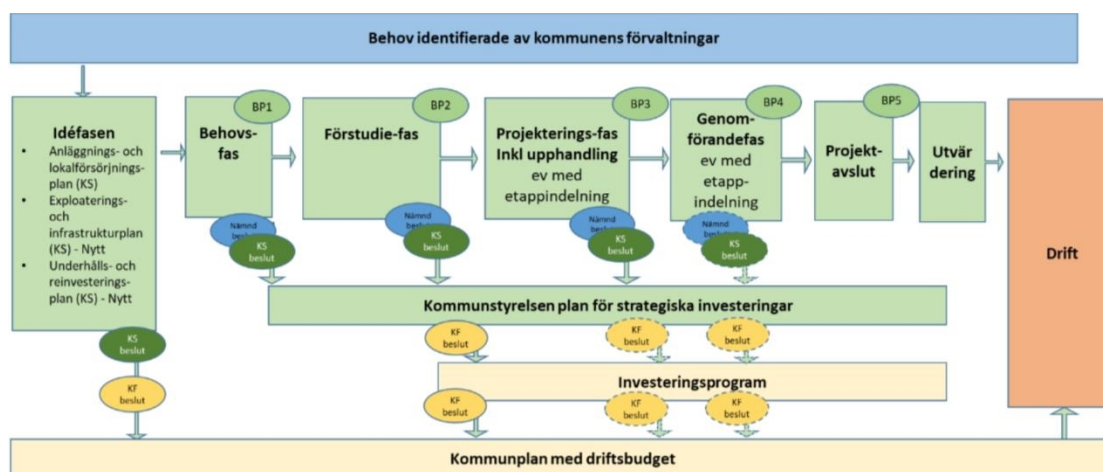 Behov identifierade av kommunens förvaltningar
Idéfasen
• Anläggnings- och
lokalförsörjnings-
plan (KS)
• Exploaterings-
och
infrastrukturplan
(KS) - Nytt
• Underhålls- och
reinvesterings-
plan (KS) - Nytt
KS
beslut
KF
beslut
BP1
Behovs-
fas
Nämnd
KS
beslut
BP2
Förstudie-fas
Nämnd
KS
beslut
BP3
Projekterings-fas
Inkl upphandling
ev med
etappindelning
Nämnd
KS
beslut
BP4
Genom-
förandefas
ev med
etapp-
indelning
Nämnd
KS
beslut
BP5
Projekt-
avslut
Utvär
dering
Drift
Kommunstyrelsen plan för strategiska investeringar
KF
beslut
KF
beslut
KF
beslut
Investeringsprogram
KF
beslut
KF
beslut
KF
beslut
Kommunplan med driftsbudget